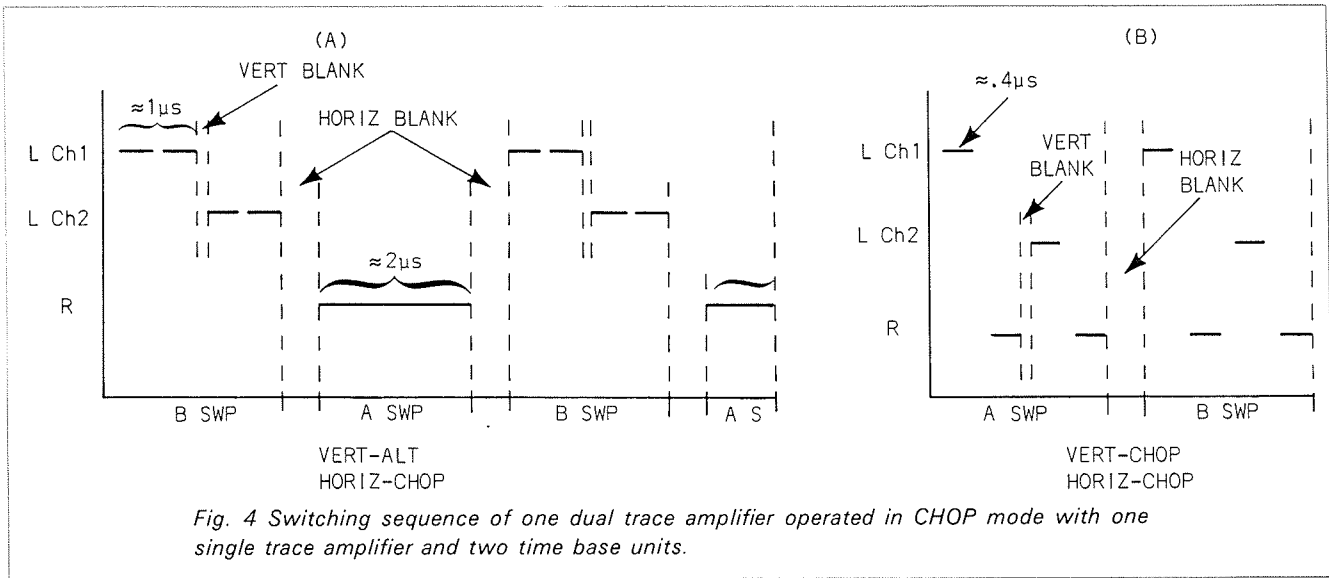 (A)
VERT BLANK
≈1µs
HORIZ BLANK
L Ch1
L Ch2
≈2µs
R
B SWP
A SWP
B SWP
A S
VERT-ALT
HORIZ-CHOP
(B)
≈.4µs
L Ch1
VERT
BLANK
HORIZ
BLANK
L Ch2
R
A SWP
B SWP
VERT-CHOP
HORIZ-CHOP
Fig. 4 Switching sequence of one dual trace amplifier operated in CHOP mode with one
single trace amplifier and two time base units.